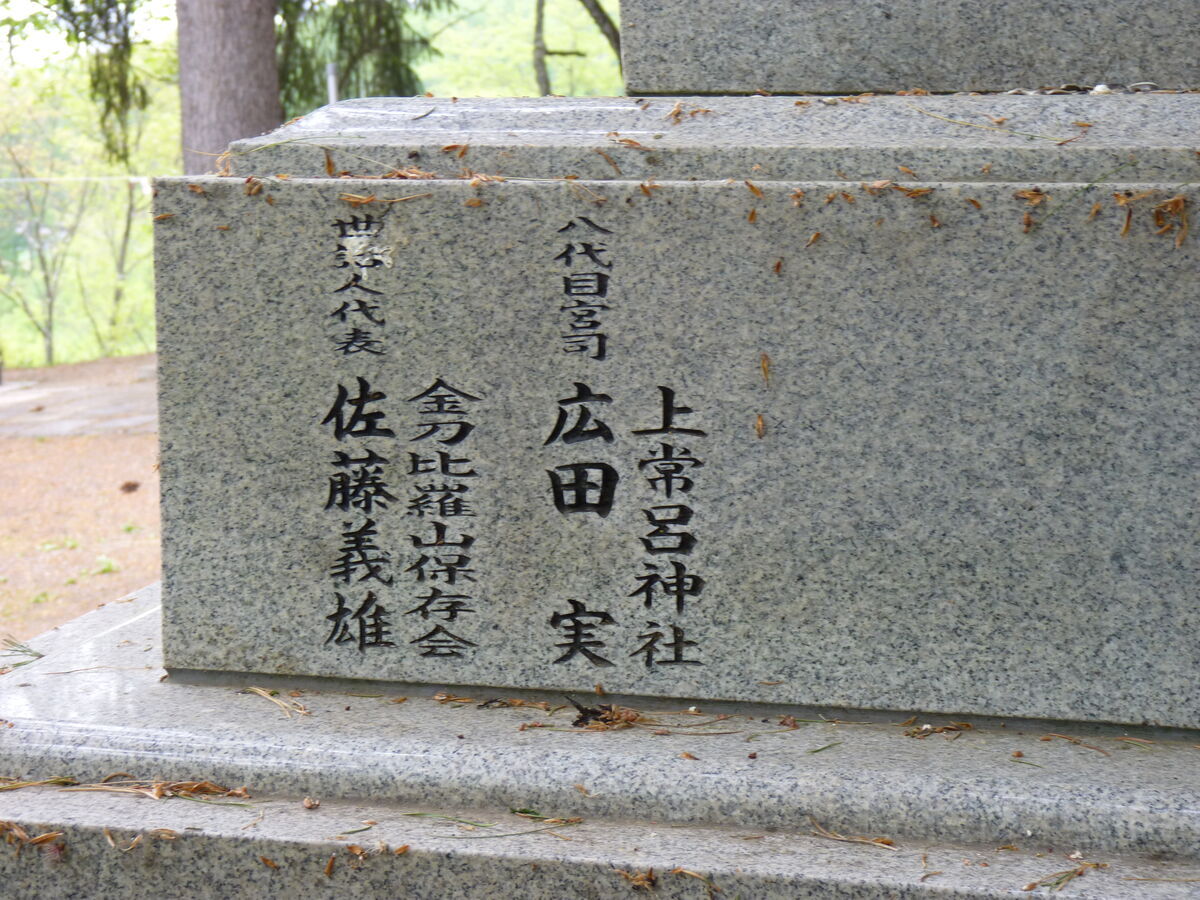 上常呂神社
八代目宮司 広田 実
金刀比羅山保存会
世話人代表 佐藤義雄